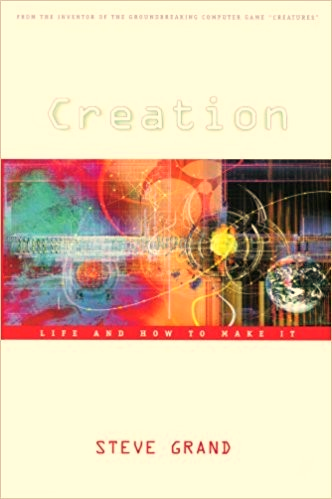 FROM THE INVENTOR OF THE GROUNDBREAKING COMPUTER GAME "CREATURES"
Creation
LIFE AND HOW TO MAKE IT
STEVE GRAND